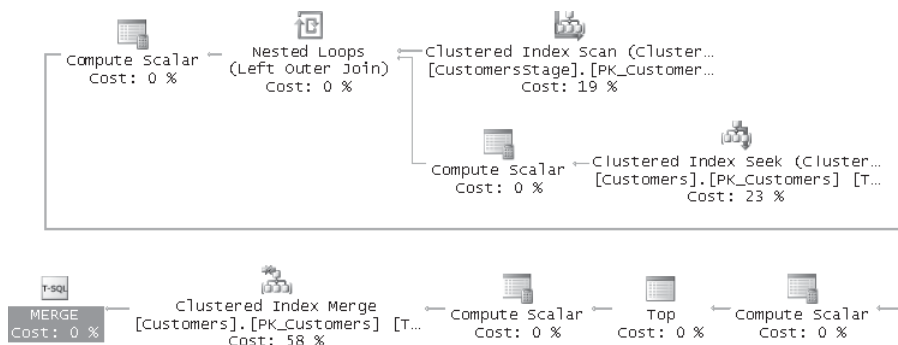 Compute Scalar
Cost: 0 %
Nested Loops
(Left Outer Join)
Cost: 0 %
Clustered Index Scan (Cluster...
[CustomersStage].[PK_Customer...
Cost: 19 %
Compute Scalar
Cost: 0 %
Clustered Index Seek (Cluster...
[Customers].[PK_Customers] [T...
Cost: 23 %
T-SQL
MERGE
Cost: 0 %
Clustered Index Merge
[Customers].[PK_Customers] [T...
Cost: 58 %
Compute Scalar
Cost: 0 %
Top
Cost: 0 %
Compute Scalar
Cost: 0 %